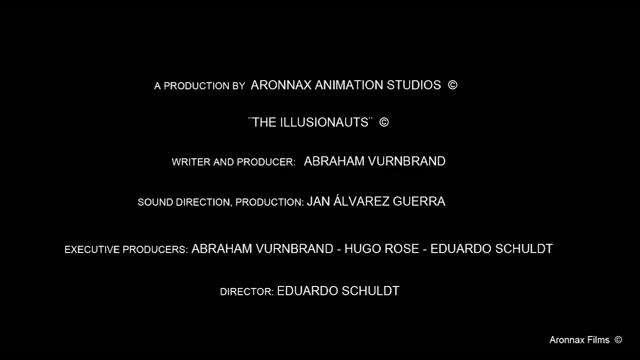 A PRODUCTION BY ARONNAX ANIMATION STUDIOS ©
¨THE ILLUSIONAUTS¨ ©
WRITER AND PRODUCER: ABRAHAM VURNBRAND
SOUND DIRECTION, PRODUCTION: JAN ÁLVAREZ GUERRA
EXECUTIVE PRODUCERS: ABRAHAM VURNBRAND - HUGO ROSE - EDUARDO SCHULDT
DIRECTOR: EDUARDO SCHULDT
Aronnax Films ©